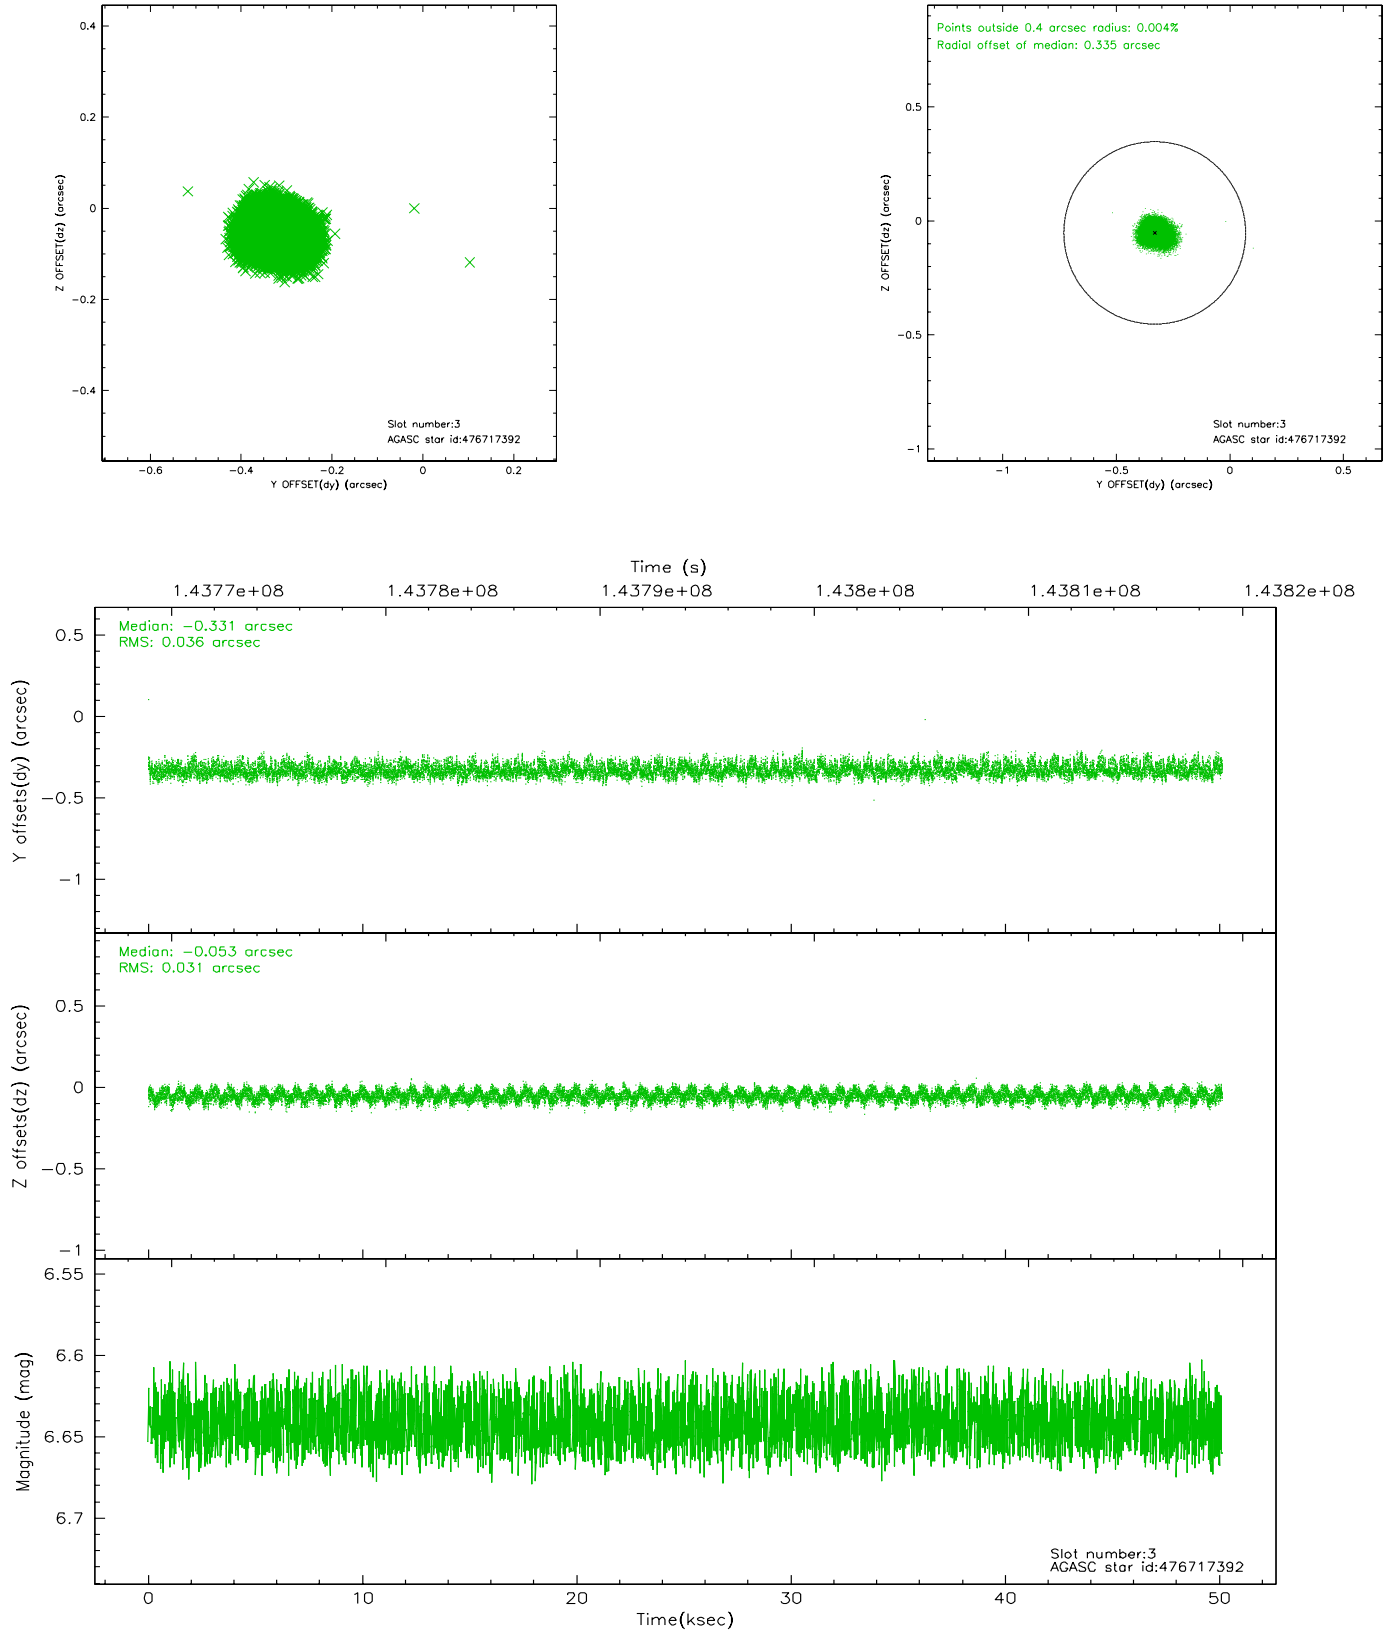 0.4
0.2
0
−0.2
−0.4
Z OFFSET(dz) (arcsec)
Slot number:3
AGASC star id:476717392
−0.6 −0.4 −0.2 0 0.2
Y OFFSET(dy) (arcsec)
Points outside 0.4 arcsec radius: 0.004%
Radial offset of median: 0.335 arcsec
0.5
0
−0.5
−1
Z OFFSET(dz) (arcsec)
Slot number:3
AGASC star id:476717392
−1 −0.5 0 0.5
Y OFFSET(dy) (arcsec)
Time (s)
1.4377e+08 1.4378e+08 1.4379e+08 1.438e+08 1.4381e+08 1.4382e+08
Median: −0.331 arcsec
RMS: 0.036 arcsec
0.5
0
−0.5
−1
Y offsets(dy) (arcsec)
Median: −0.053 arcsec
RMS: 0.031 arcsec
0.5
0
−0.5
−1
Z offsets(dz) (arcsec)
6.55
6.6
6.65
6.7
Magnitude (mag)
Slot number:3
AGASC star id:476717392
0 10 20 30 40 50
Time(ksec)